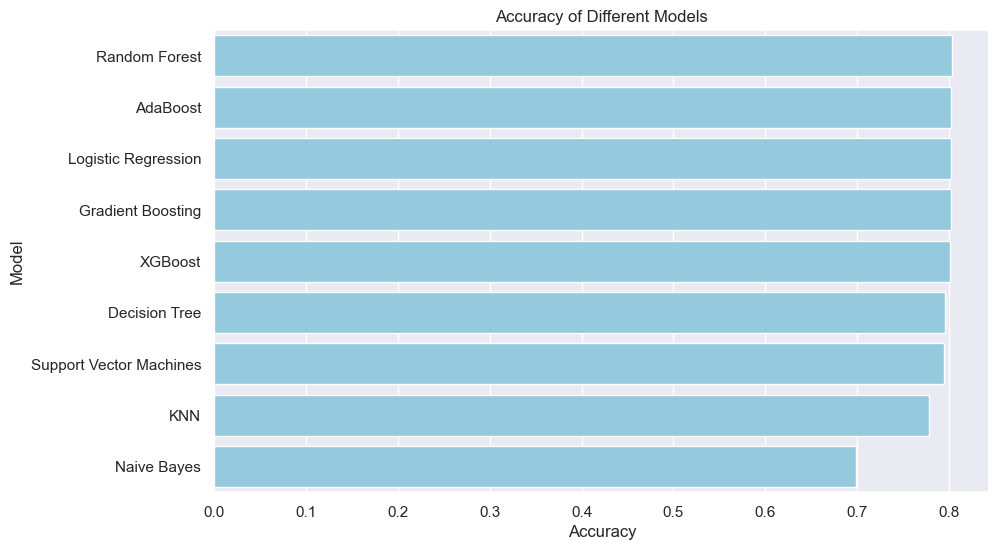 Accuracy of Different Models
Model
Random Forest
AdaBoost
Logistic Regression
Gradient Boosting
XGBoost
Decision Tree
Support Vector Machines
KNN
Naive Bayes
0.0 0.1 0.2 0.3 0.4 0.5 0.6 0.7 0.8
Accuracy